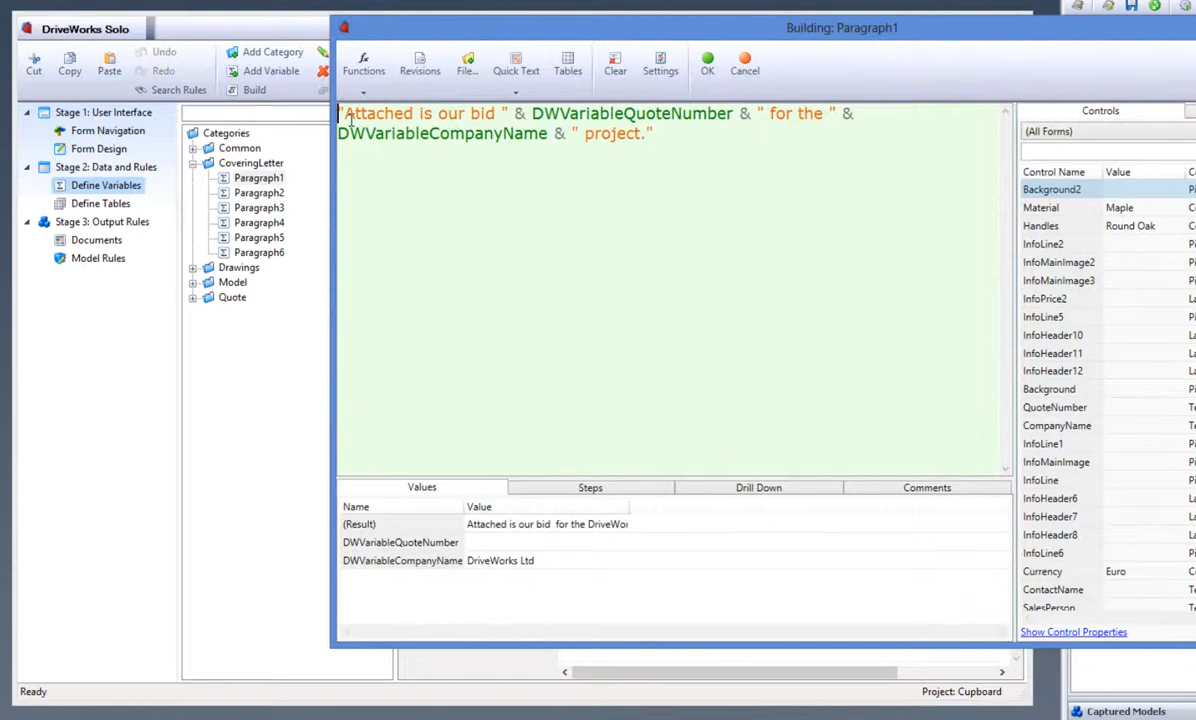 DriveWorks Solo
Cut
Copy
Paste
Undo
Redo
Search Rules
Add Category
Add Variable
Build
Stage 1: User Interface
Form Navigation
Form Design
Stage 2: Data and Rules
Define Variables
Define Tables
Stage 3: Output Rules
Documents
Model Rules
Categories
Common
CoveringLetter
Paragraph1
Paragraph2
Paragraph3
Paragraph4
Paragraph5
Paragraph6
Drawings
Model
Quote
Building: Paragraph1
Functions
Revisions
File...
Quick Text
Tables
Clear
Settings
OK
Cancel
"Attached is our bid " & DWVariableQuoteNumber & " for the " &
DWVariableCompanyName & " project."
Values
Steps
Drill Down
Comments
Name Value
(Result) Attached is our bid for the DriveWor
DWVariableQuoteNumber
DWVariableCompanyName DriveWorks Ltd
Controls
(All Forms)
Control Name Value
Background2
Material Maple
Handles Round Oak
InfoLine2
InfoMainImage2
InfoMainImage3
InfoPrice2
InfoLine5
InfoHeader10
InfoHeader11
InfoHeader12
Background
QuoteNumber
CompanyName
InfoLine1
InfoMainImage
InfoLine
InfoHeader6
InfoHeader7
InfoHeader8
InfoLine6
Currency Euro
ContactName
SalesPerson
Show Control Properties
Ready
Project: Cupboard
Captured Models